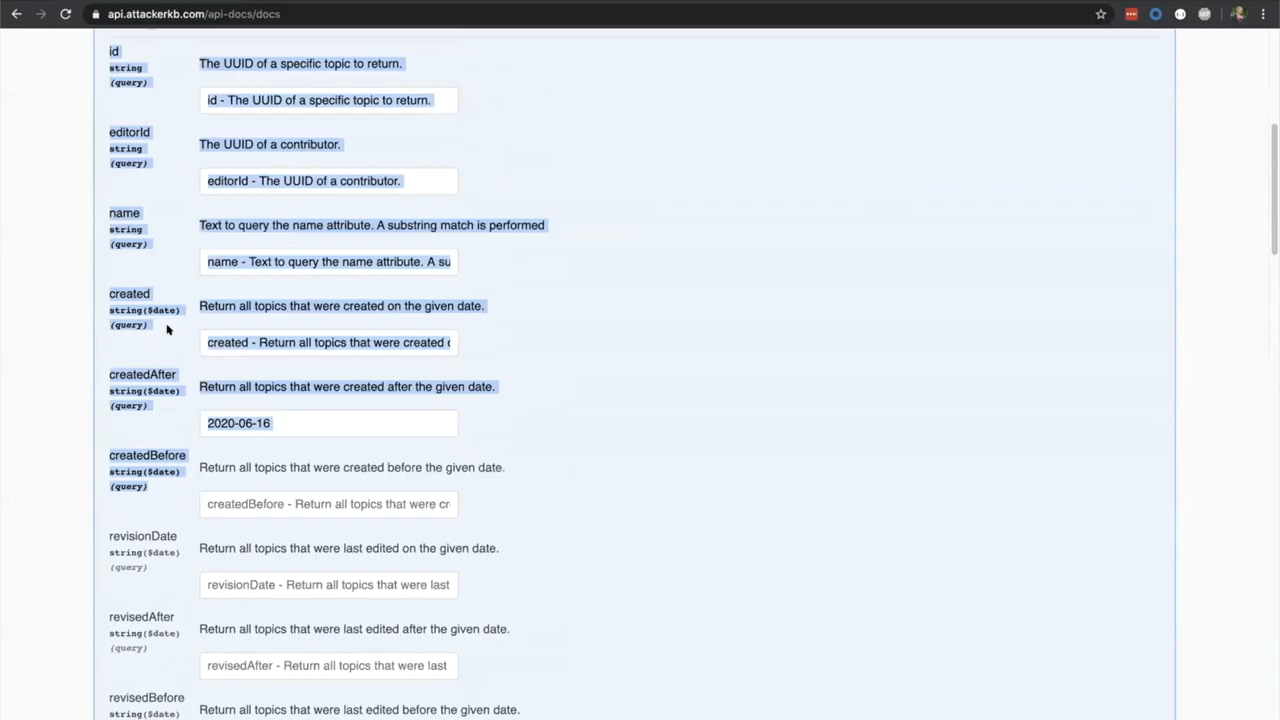 api.attackerkb.com/api-docs/docs
id
string
(query)
The UUID of a specific topic to return.
id - The UUID of a specific topic to return.
editorId
string
(query)
The UUID of a contributor.
editorId - The UUID of a contributor.
name
string
(query)
Text to query the name attribute. A substring match is performed
name - Text to query the name attribute. A su
created
string($date)
(query)
Return all topics that were created on the given date.
created - Return all topics that were created o
createdAfter
string($date)
(query)
Return all topics that were created after the given date.
2020-06-16
createdBefore
string($date)
(query)
Return all topics that were created before the given date.
createdBefore - Return all topics that were cr
revisionDate
string($date)
(query)
Return all topics that were last edited on the given date.
revisionDate - Return all topics that were last
revisedAfter
string($date)
(query)
Return all topics that were last edited after the given date.
revisedAfter - Return all topics that were last
revisedBefore
string($date)
Return all topics that were last edited before the given date.